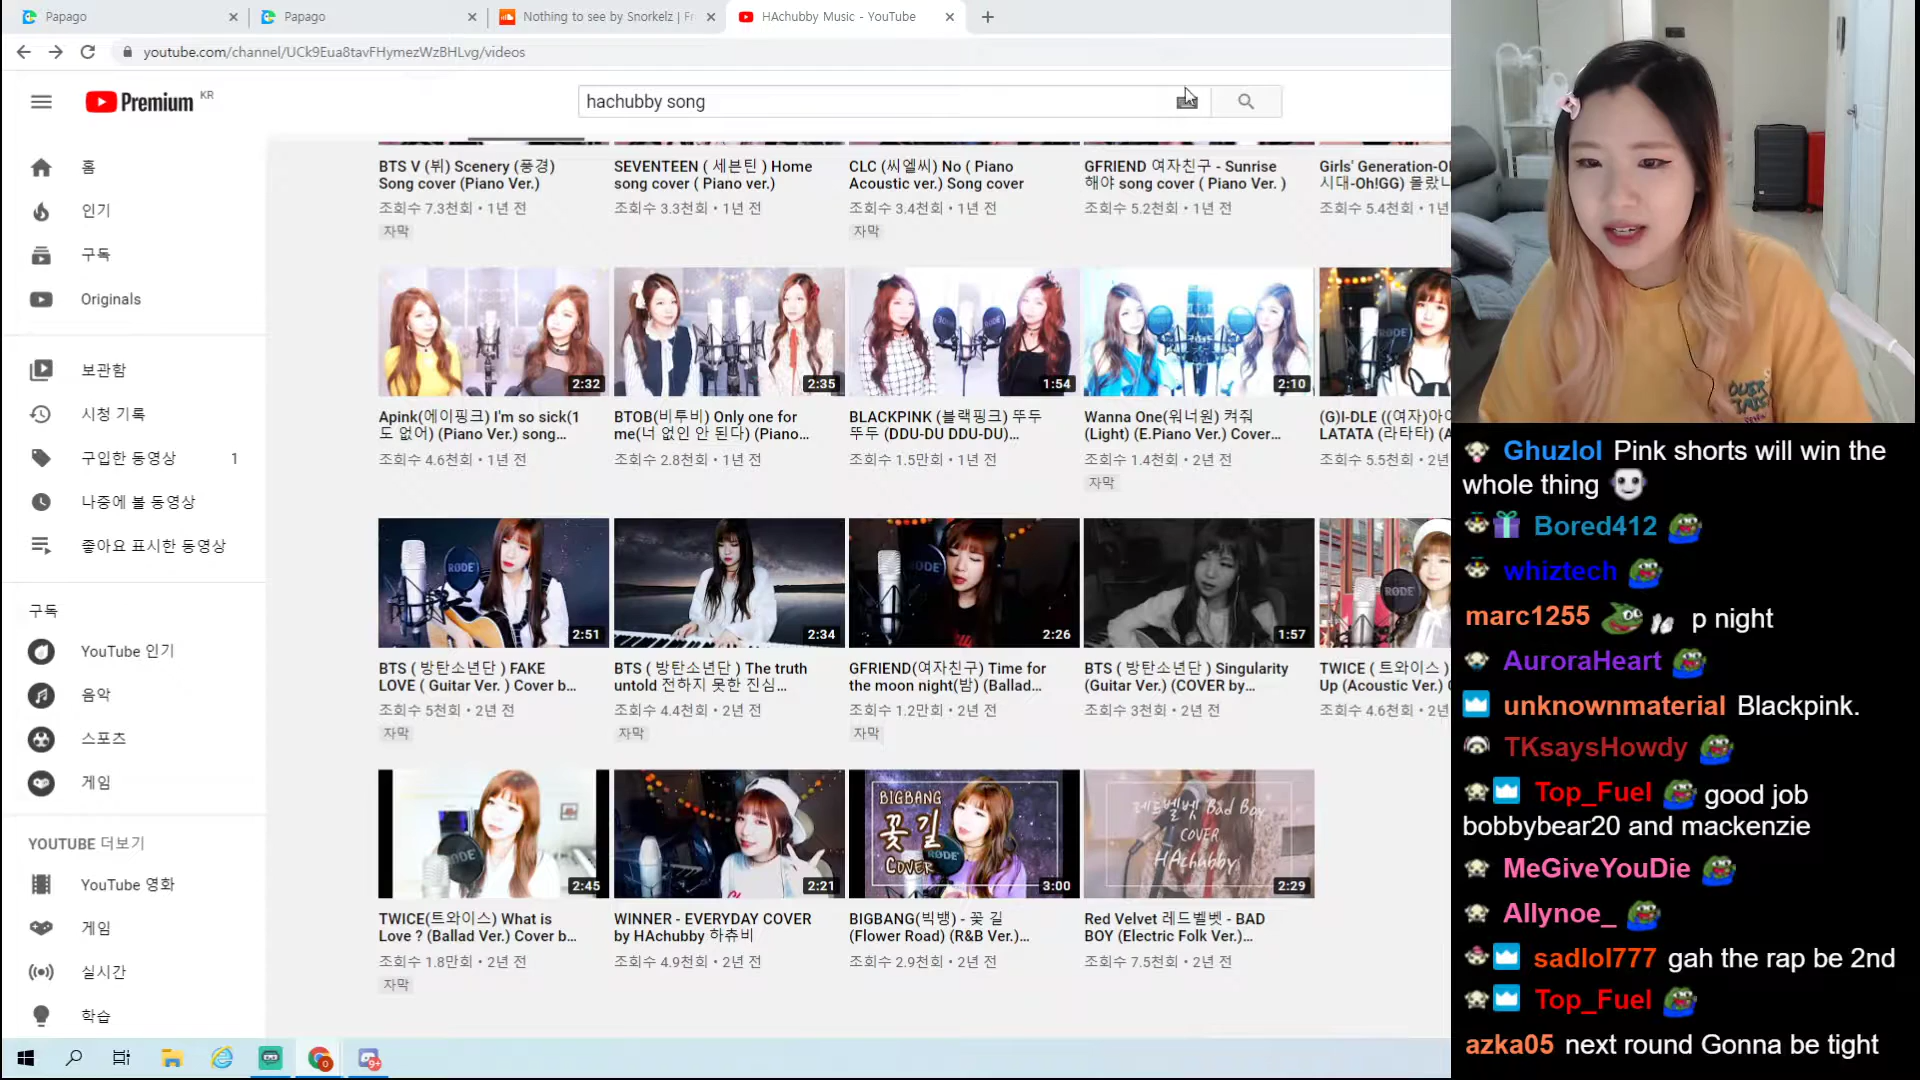 Papago
Papago
Nothing to see by Snorkelz | Fr
HAchubby Music - YouTube
youtube.com/channel/UCk9Eua8tavFHymezWzBHLvg/videos
Premium KR
hachubby song
홈
인기
구독
Originals
보관함
시청 기록
구입한 동영상 1
나중에 볼 동영상
좋아요 표시한 동영상
구독
YouTube 인기
음악
스포츠
게임
YOUTUBE 더보기
YouTube 영화
게임
실시간
학습
BTS V (뷔) Scenery (풍경)
Song cover (Piano Ver.)
조회수 7.3천회 • 1년 전
자막
SEVENTEEN ( 세븐틴 ) Home
song cover ( Piano ver.)
조회수 3.3천회 • 1년 전
CLC (씨엘씨) No ( Piano
Acoustic ver.) Song cover
조회수 3.4천회 • 1년 전
자막
GFRIEND 여자친구 - Sunrise
해야 song cover ( Piano Ver. )
조회수 5.2천회 • 1년 전
Girls' Generation-O
시대-Oh!GG) 몰랐
조회수 5.4천회 • 1년
2:32
Apink(에이핑크) I'm so sick(1
도 없어) (Piano Ver.) song...
조회수 4.6천회 • 1년 전
2:35
BTOB(비투비) Only one for
me(너 없인 안 된다) (Piano...
조회수 2.8천회 • 1년 전
RØDE
1:54
BLACKPINK (블랙핑크) 뚜두
뚜두 (DDU-DU DDU-DU)...
조회수 1.5만회 • 1년 전
RØDE
2:10
Wanna One(워너원) 켜줘
(Light) (E.Piano Ver.) Cover...
조회수 1.4천회 • 2년 전
자막
RØDE
(G)I-DLE ((여자)아
LATATA (라타타) (A
조회수 5.5천회 • 2년
RØDE
2:51
BTS ( 방탄소년단 ) FAKE
LOVE ( Guitar Ver. ) Cover b...
조회수 5천회 • 2년 전
자막
2:34
BTS ( 방탄소년단 ) The truth
untold 전하지 못한 진심...
조회수 4.4천회 • 2년 전
자막
RØDE
2:26
GFRIEND(여자친구) Time for
the moon night(밤) (Ballad...
조회수 1.2만회 • 2년 전
자막
1:57
BTS ( 방탄소년단 ) Singularity
(Guitar Ver.) (COVER by...
조회수 3천회 • 2년 전
RØDE
TWICE ( 트와이스 )
Up (Acoustic Ver.)
조회수 4.6천회 • 2년
2:45
TWICE(트와이스) What is
Love ? (Ballad Ver.) Cover b...
조회수 1.8만회 • 2년 전
자막
2:21
WINNER - EVERYDAY COVER
by HAchubby 하츄비
조회수 4.9천회 • 2년 전
BIGBANG
꽃 길
COVER
RØDE
3:00
BIGBANG(빅뱅) - 꽃 길
(Flower Road) (R&B Ver.)...
조회수 2.9천회 • 2년 전
레드벨벳 Bad Boy
COVER
HAchubby
2:29
Red Velvet 레드벨벳 - BAD
BOY (Electric Folk Ver.)...
조회수 7.5천회 • 2년 전
Ghuzlol Pink shorts will win the
whole thing
Bored412
whiztech
marc1255 p night
AuroraHeart
unknownmaterial Blackpink.
TKsaysHowdy
Top_Fuel good job
bobbybear20 and mackenzie
MeGiveYouDie
Allynoe_
sadlol777 gah the rap be 2nd
Top_Fuel
azka05 next round Gonna be tight